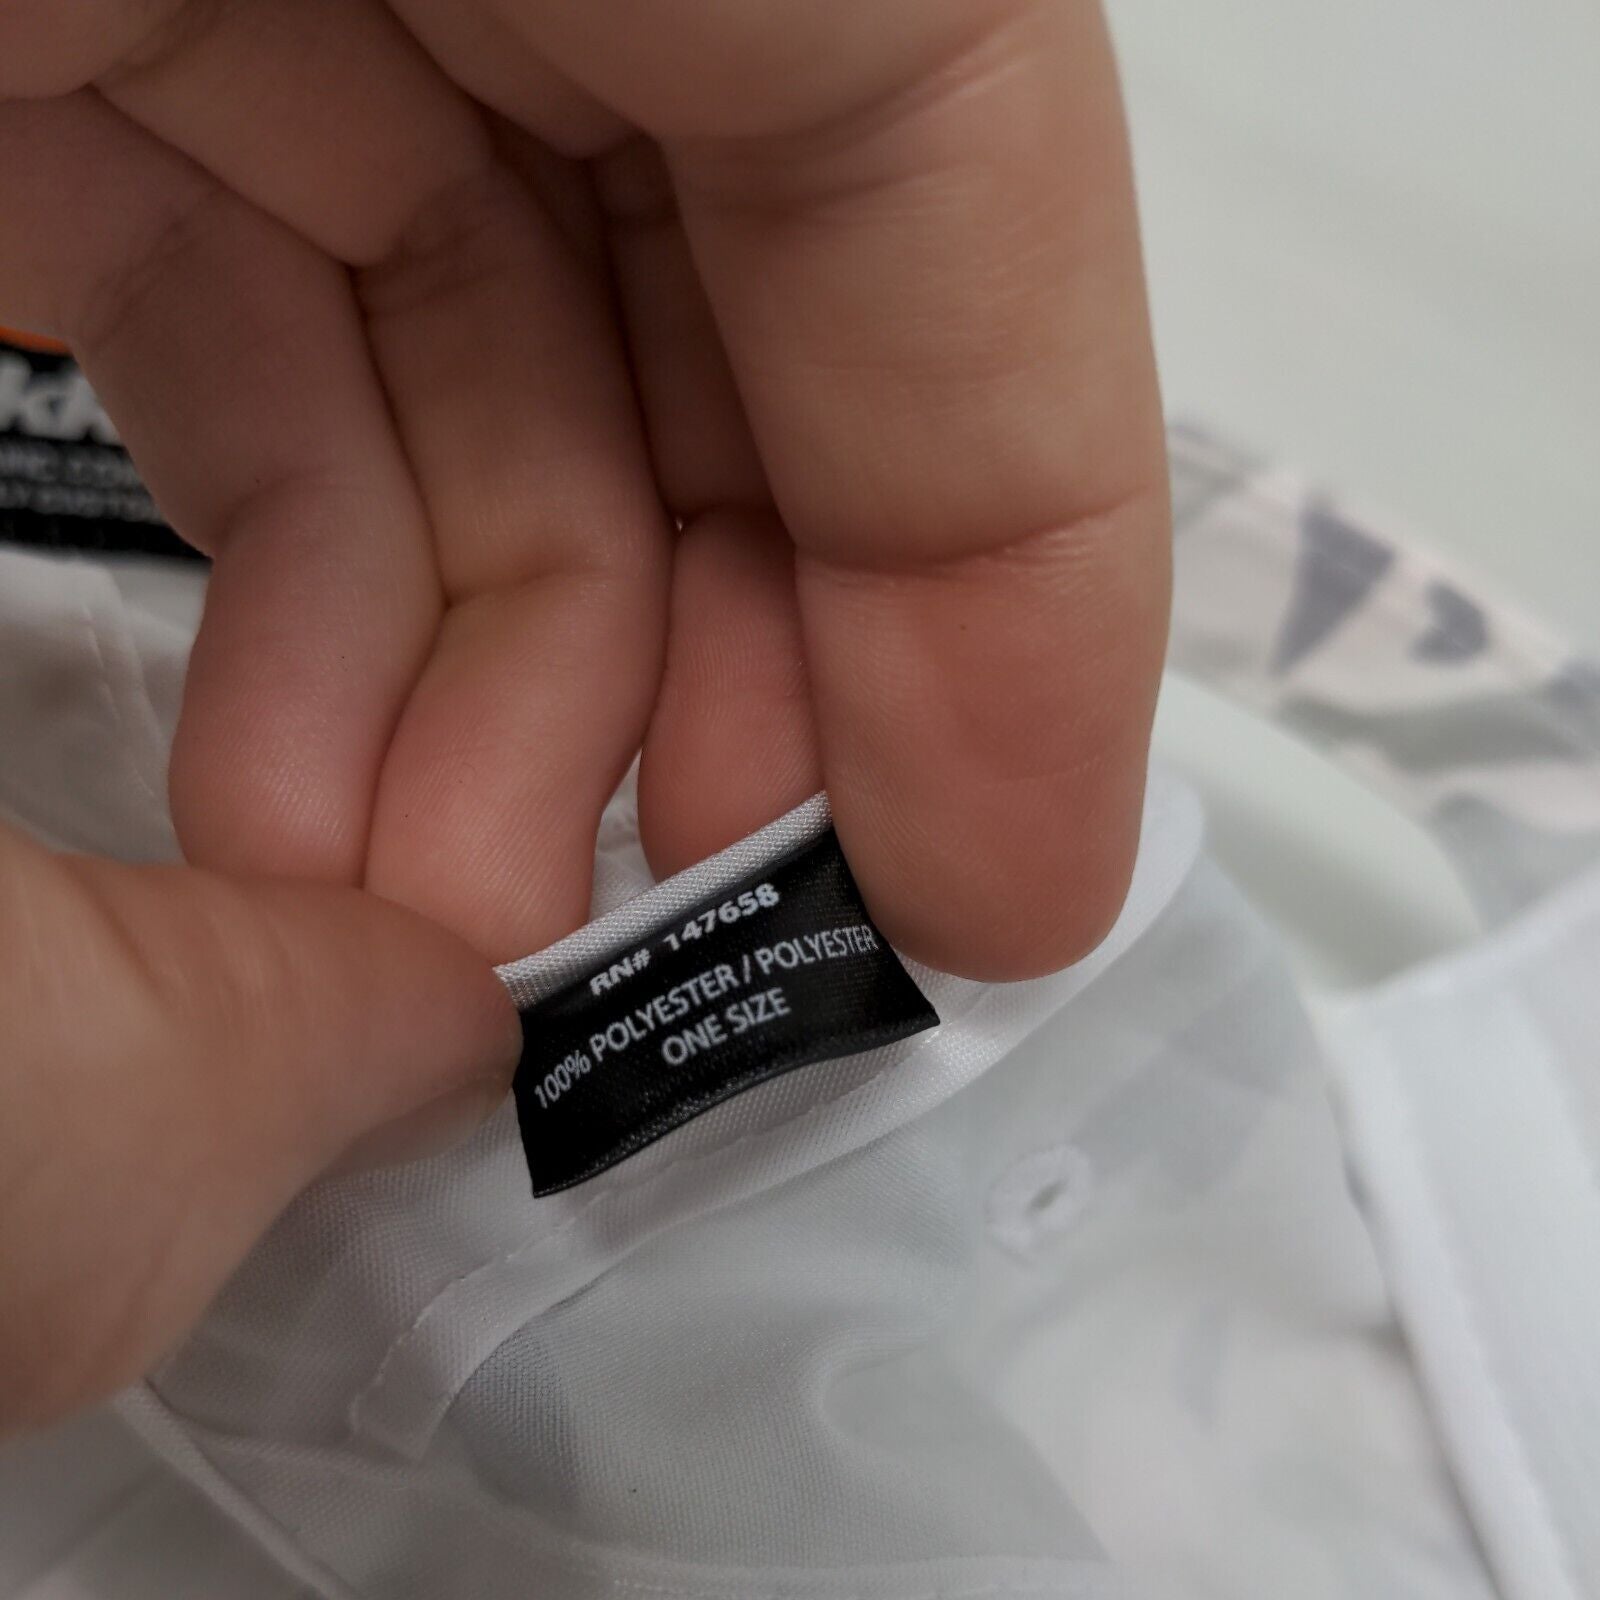 RN# 147658
100% POLYESTER / POLYESTER
ONE SIZE